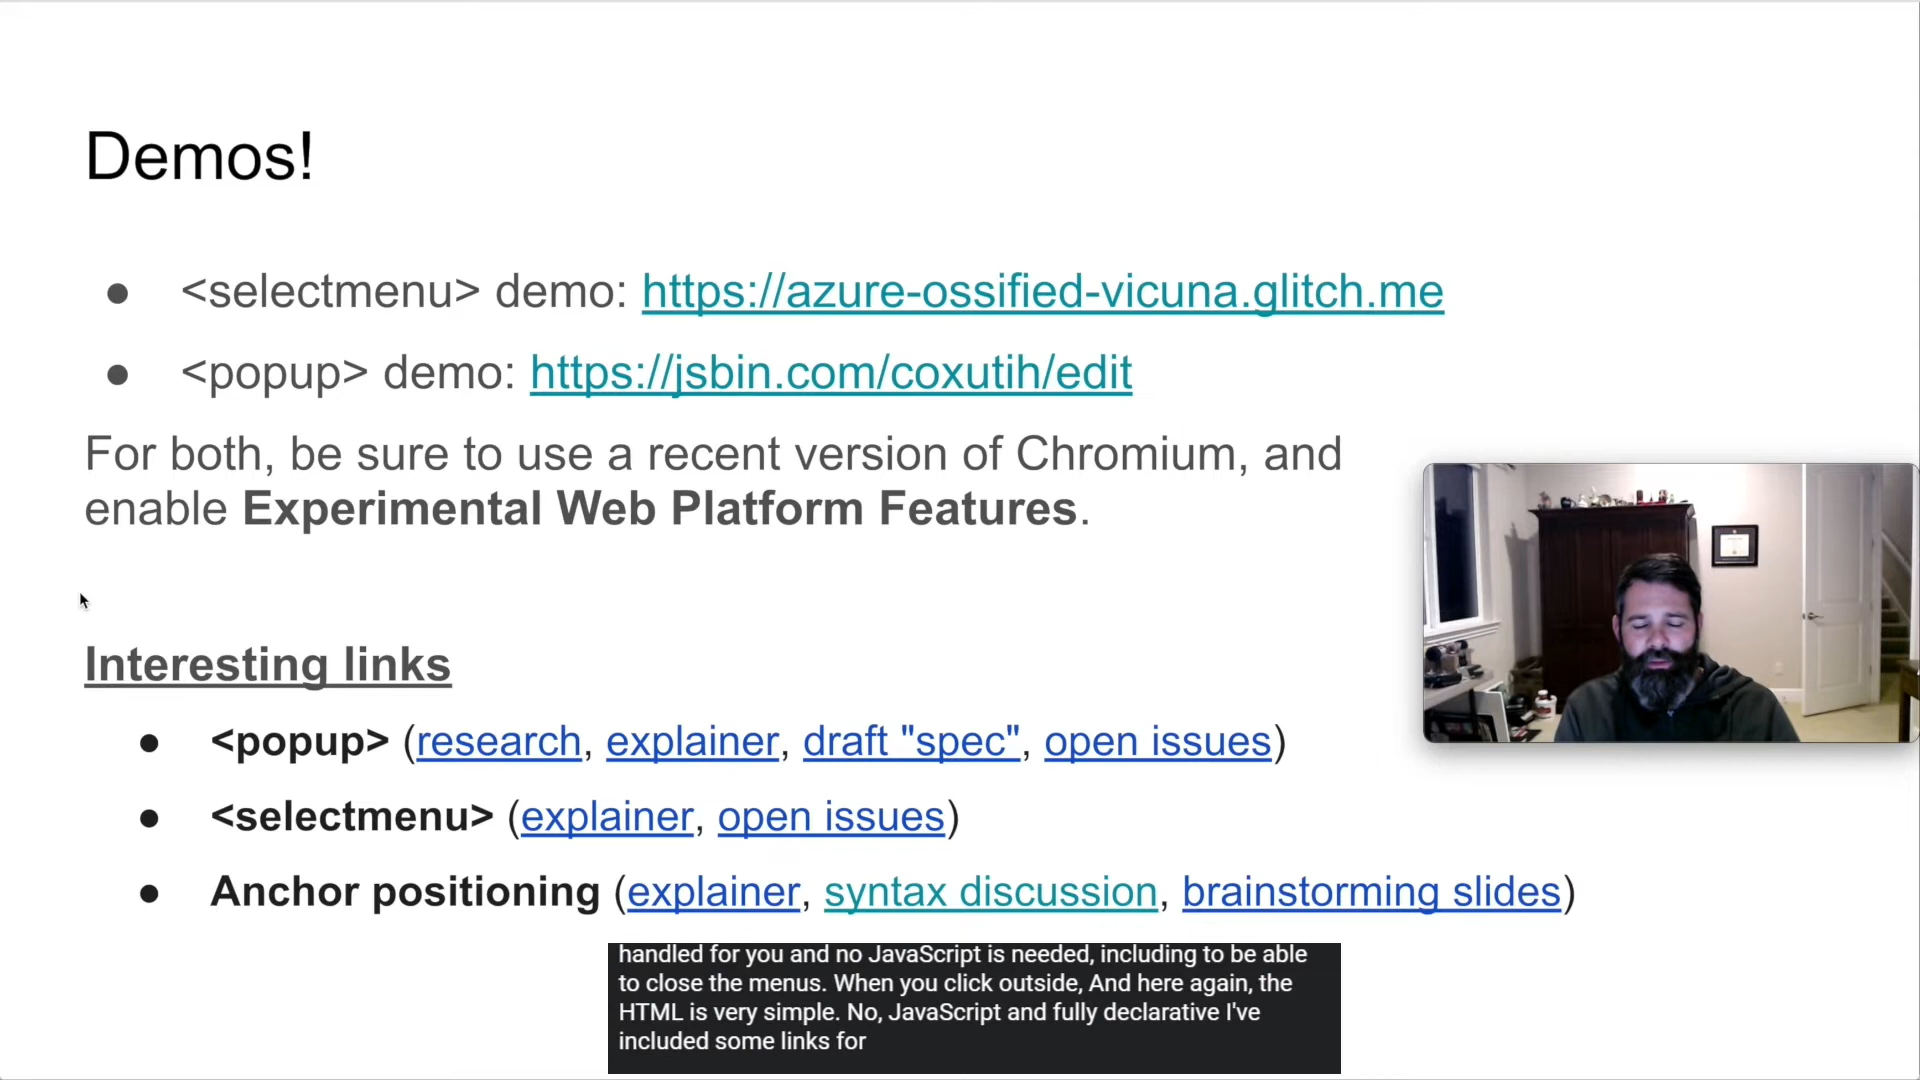 Demos!
● <selectmenu> demo: https://azure-ossified-vicuna.glitch.me
● <popup> demo: https://jsbin.com/coxutih/edit
For both, be sure to use a recent version of Chromium, and
enable Experimental Web Platform Features.
Interesting links
● <popup> (research, explainer, draft "spec", open issues)
● <selectmenu> (explainer, open issues)
● Anchor positioning (explainer, syntax discussion, brainstorming slides)
handled for you and no JavaScript is needed, including to be able
to close the menus. When you click outside, And here again, the
HTML is very simple. No, JavaScript and fully declarative I've
included some links for